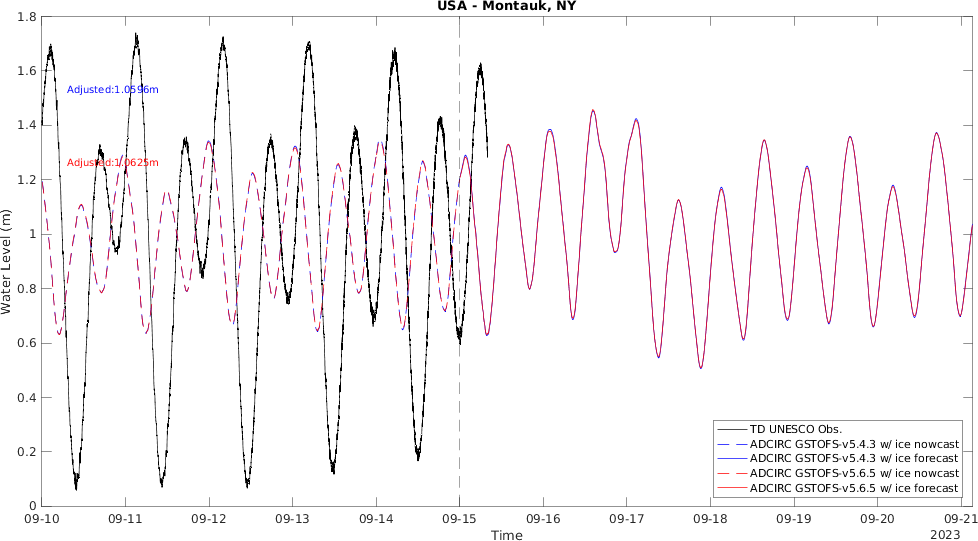 USA - Montauk, NY
1.8
1.6
1.4
1.2
1
0.8
0.6
0.4
0.2
0
Water Level (m)
Adjusted:1.0596m
Adjusted:1.0625m
TD UNESCO Obs.
ADCIRC GSTOFS-v5.4.3 w/ ice nowcast
ADCIRC GSTOFS-v5.4.3 w/ ice forecast
ADCIRC GSTOFS-v5.6.5 w/ ice nowcast
ADCIRC GSTOFS-v5.6.5 w/ ice forecast
09-10 09-11 09-12 09-13 09-14 09-15 09-16 09-17 09-18 09-19 09-20 09-21
Time
2023